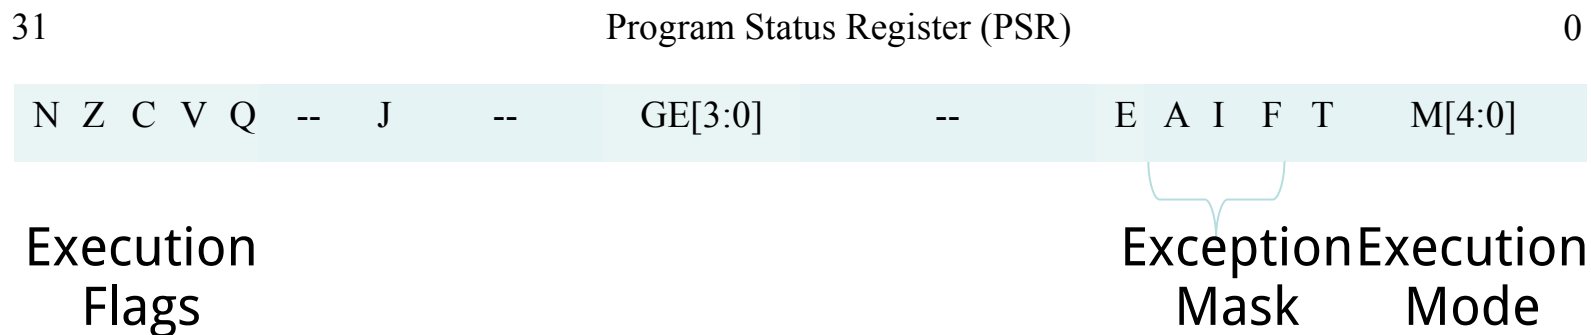 31 Program Status Register (PSR) 0
N Z C V Q -- J -- GE[3:0] -- E A I F T M[4:0]
Execution Flags
Exception Mask
Execution Mode